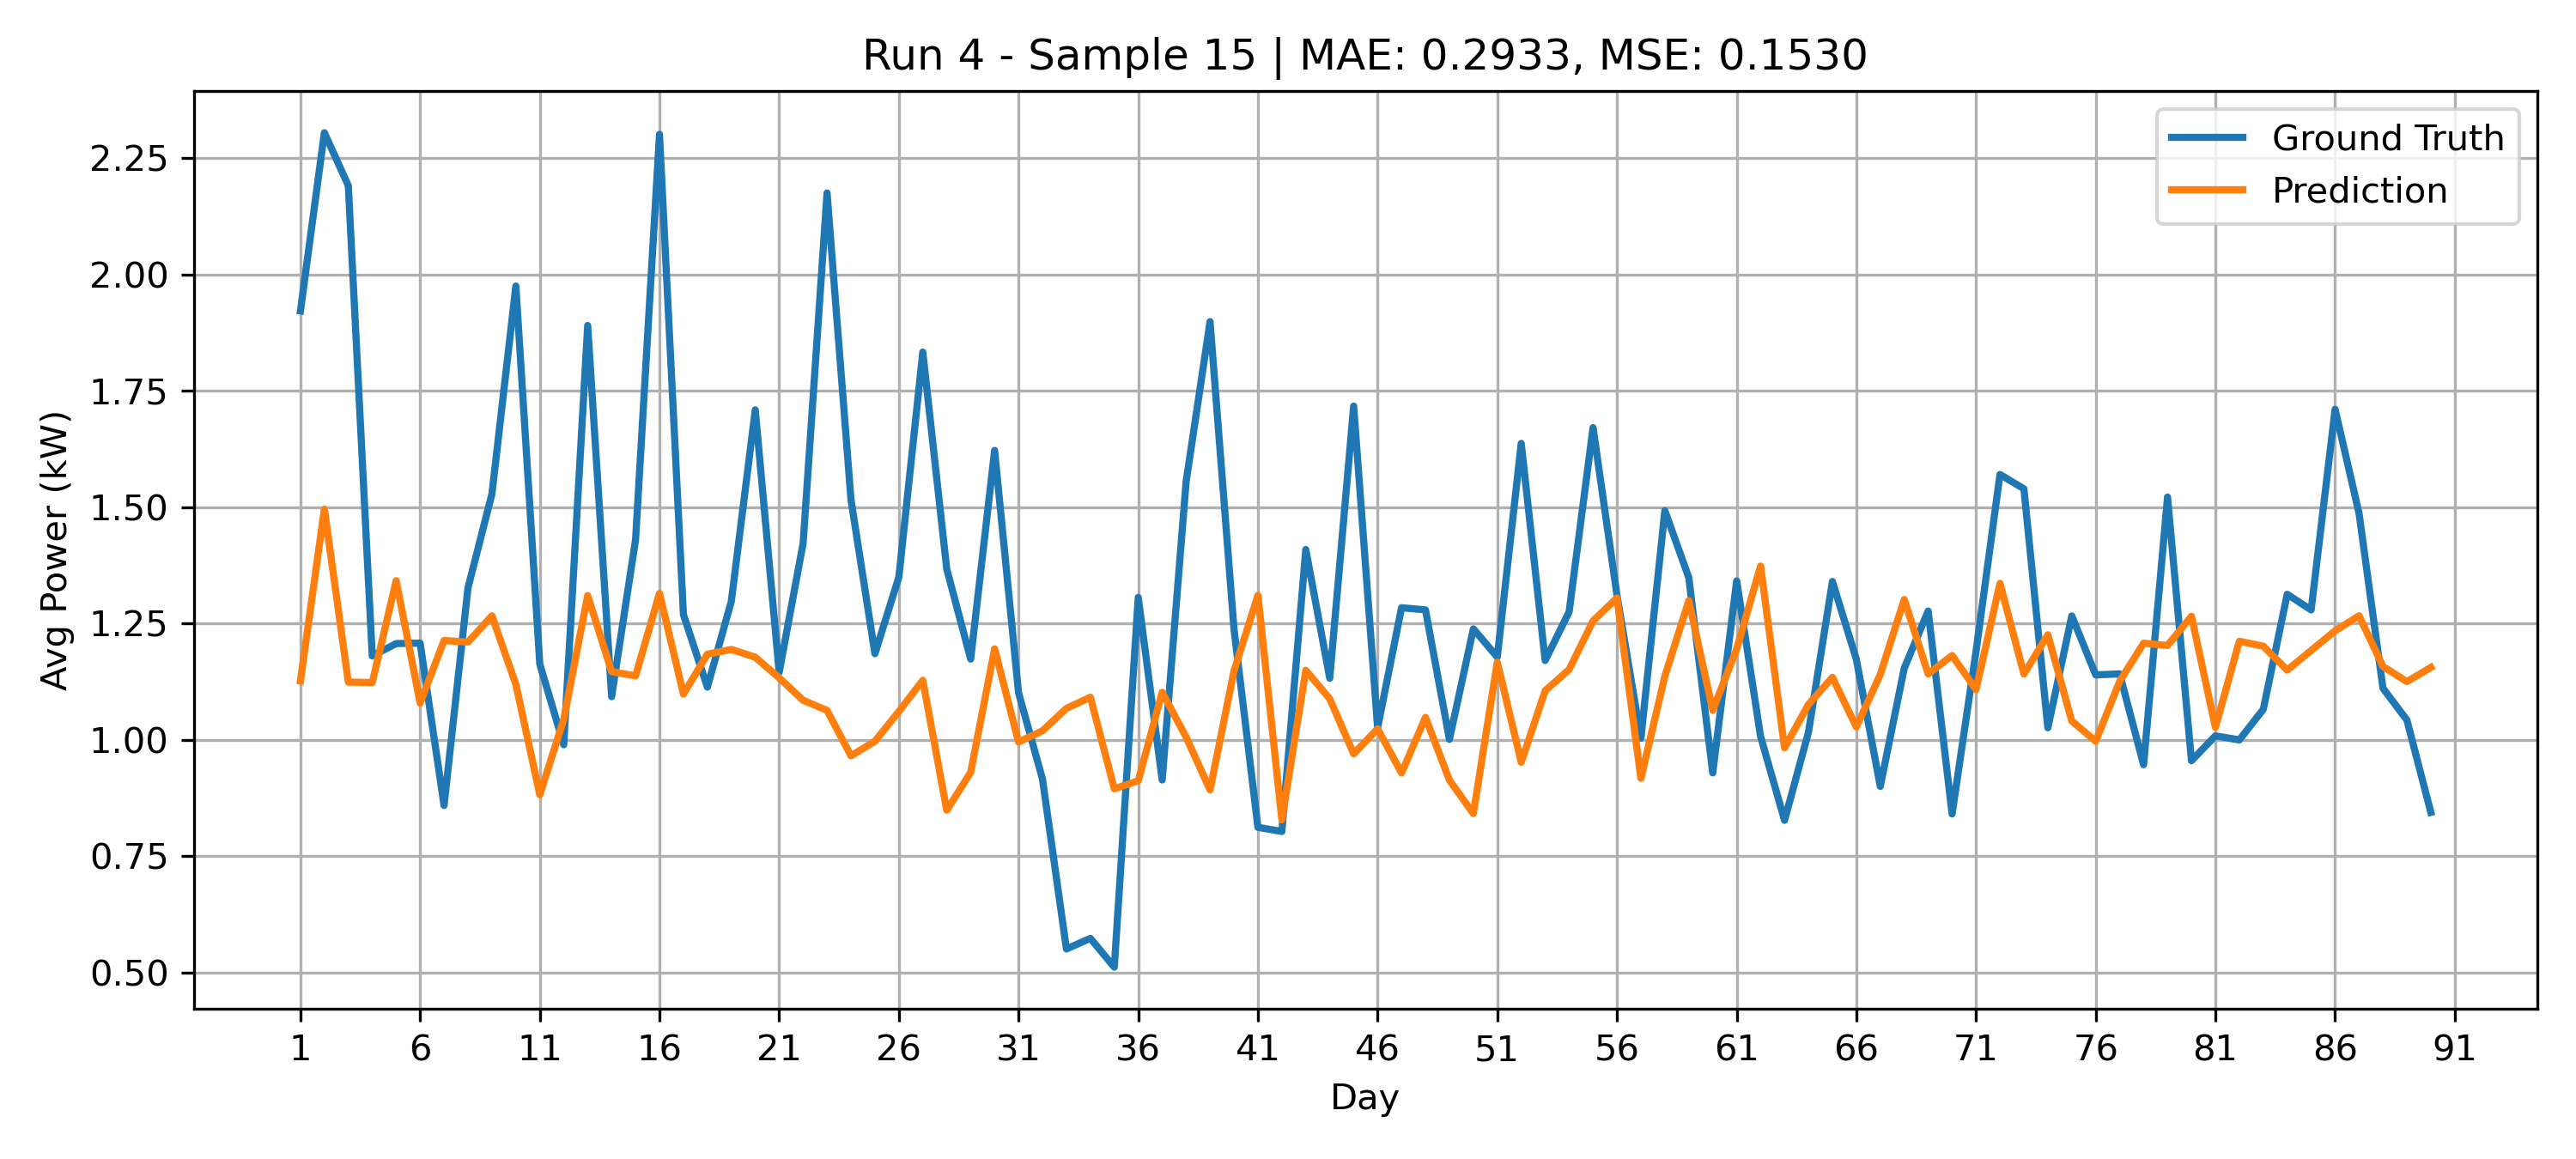 Run 4 - Sample 15 | MAE: 0.2933, MSE: 0.1530
Ground Truth
Prediction
Avg Power (kW)
2.25
2.00
1.75
1.50
1.25
1.00
0.75
0.50
1 6 11 16 21 26 31 36 41 46 51 56 61 66 71 76 81 86 91
Day